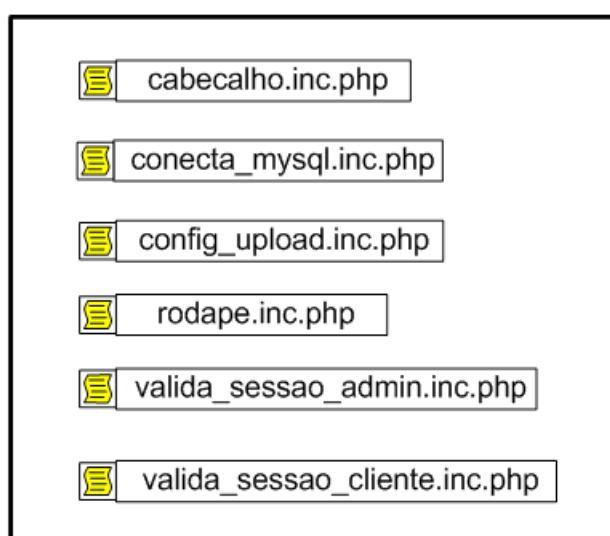 cabecalho.inc.php
conecta_mysql.inc.php
config_upload.inc.php
rodape.inc.php
valida_sessao_admin.inc.php
valida_sessao_cliente.inc.php